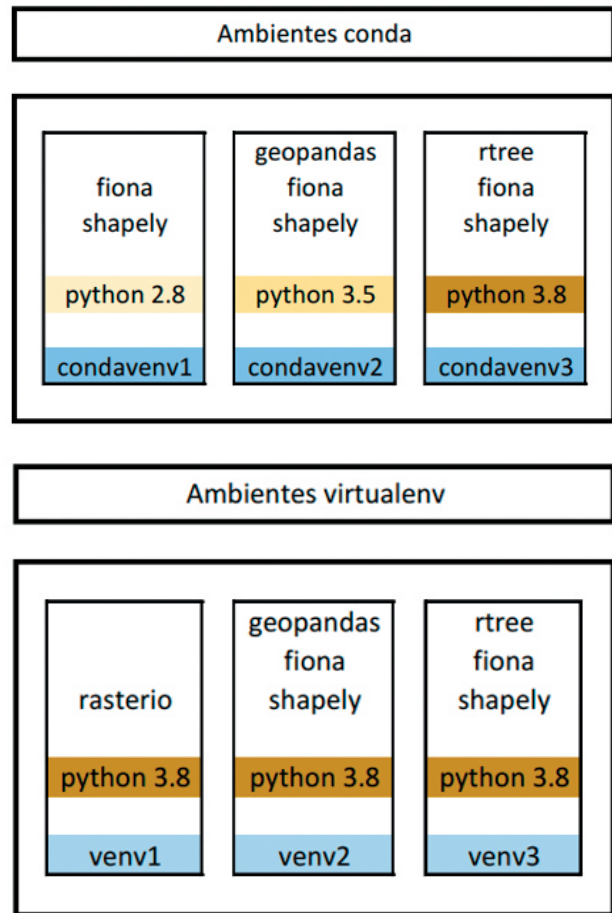 Ambientes conda
fiona
shapely
python 2.8
condavenv1
geopandas
fiona
shapely
python 3.5
condavenv2
rtree
fiona
shapely
python 3.8
condavenv3
Ambientes virtualenv
rasterio
python 3.8
venv1
geopandas
fiona
shapely
python 3.8
venv2
rtree
fiona
shapely
python 3.8
venv3